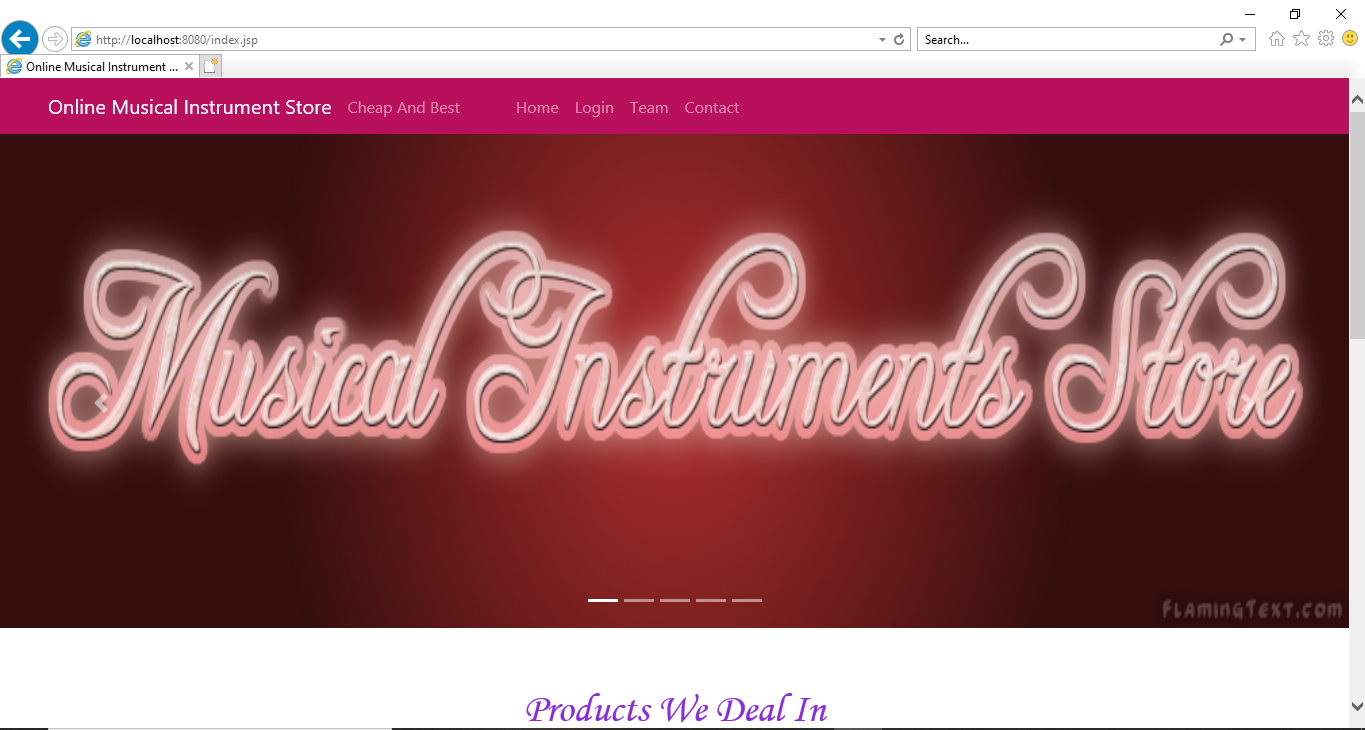 http://localhost:8080/index.jsp
Search...
Online Musical Instrument ...
Online Musical Instrument Store Cheap And Best Home Login Team Contact
Musical Instruments Store
FlamingText.com
Products We Deal In